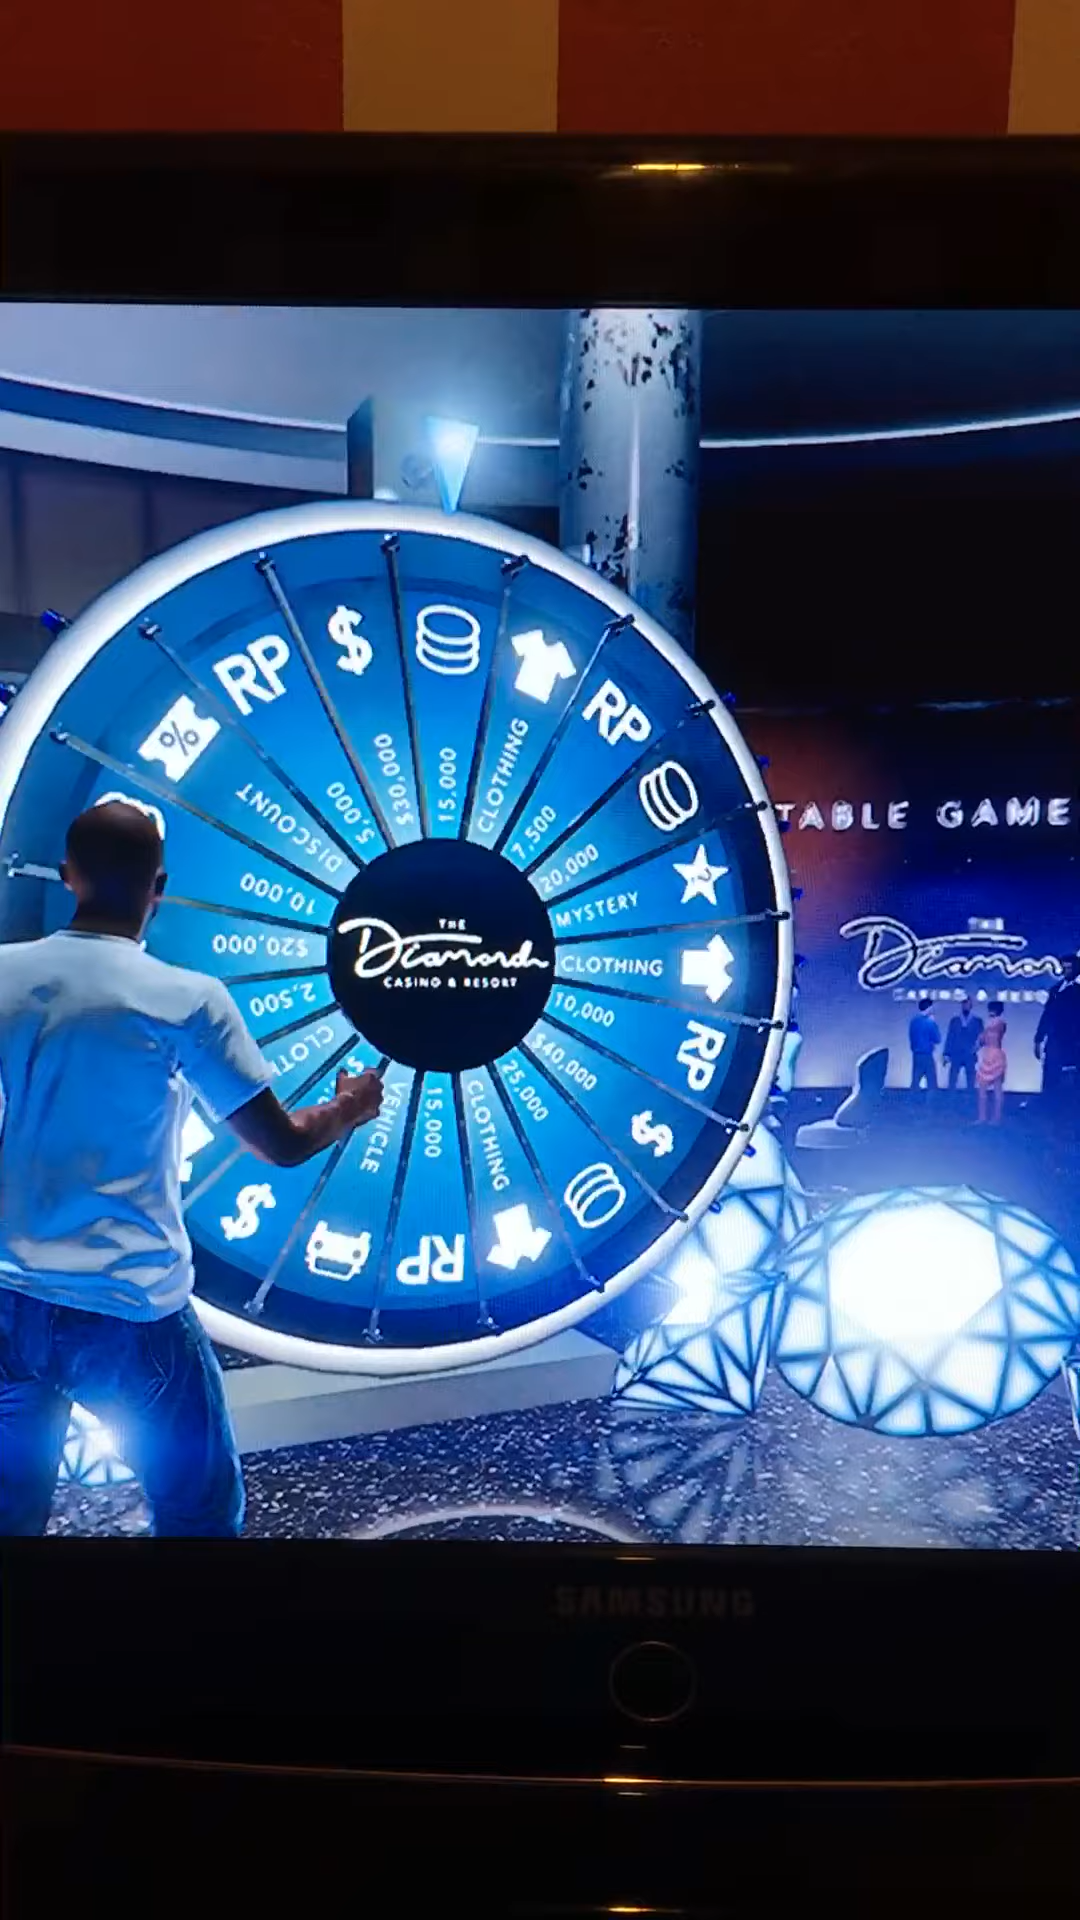 RP
$
RP
%
$30,000
15,000
CLOTHING
5,000
7,500
DISCOUNT
20,000
TABLE GAME
10,000
MYSTERY
?
THE
Diamond
CASINO & RESORT
THE
$20,000
CLOTHING
2,500
10,000
RP
$40,000
25,000
CLOTHING
15,000
VEHICLE
$
$
RP
SAMSUNG